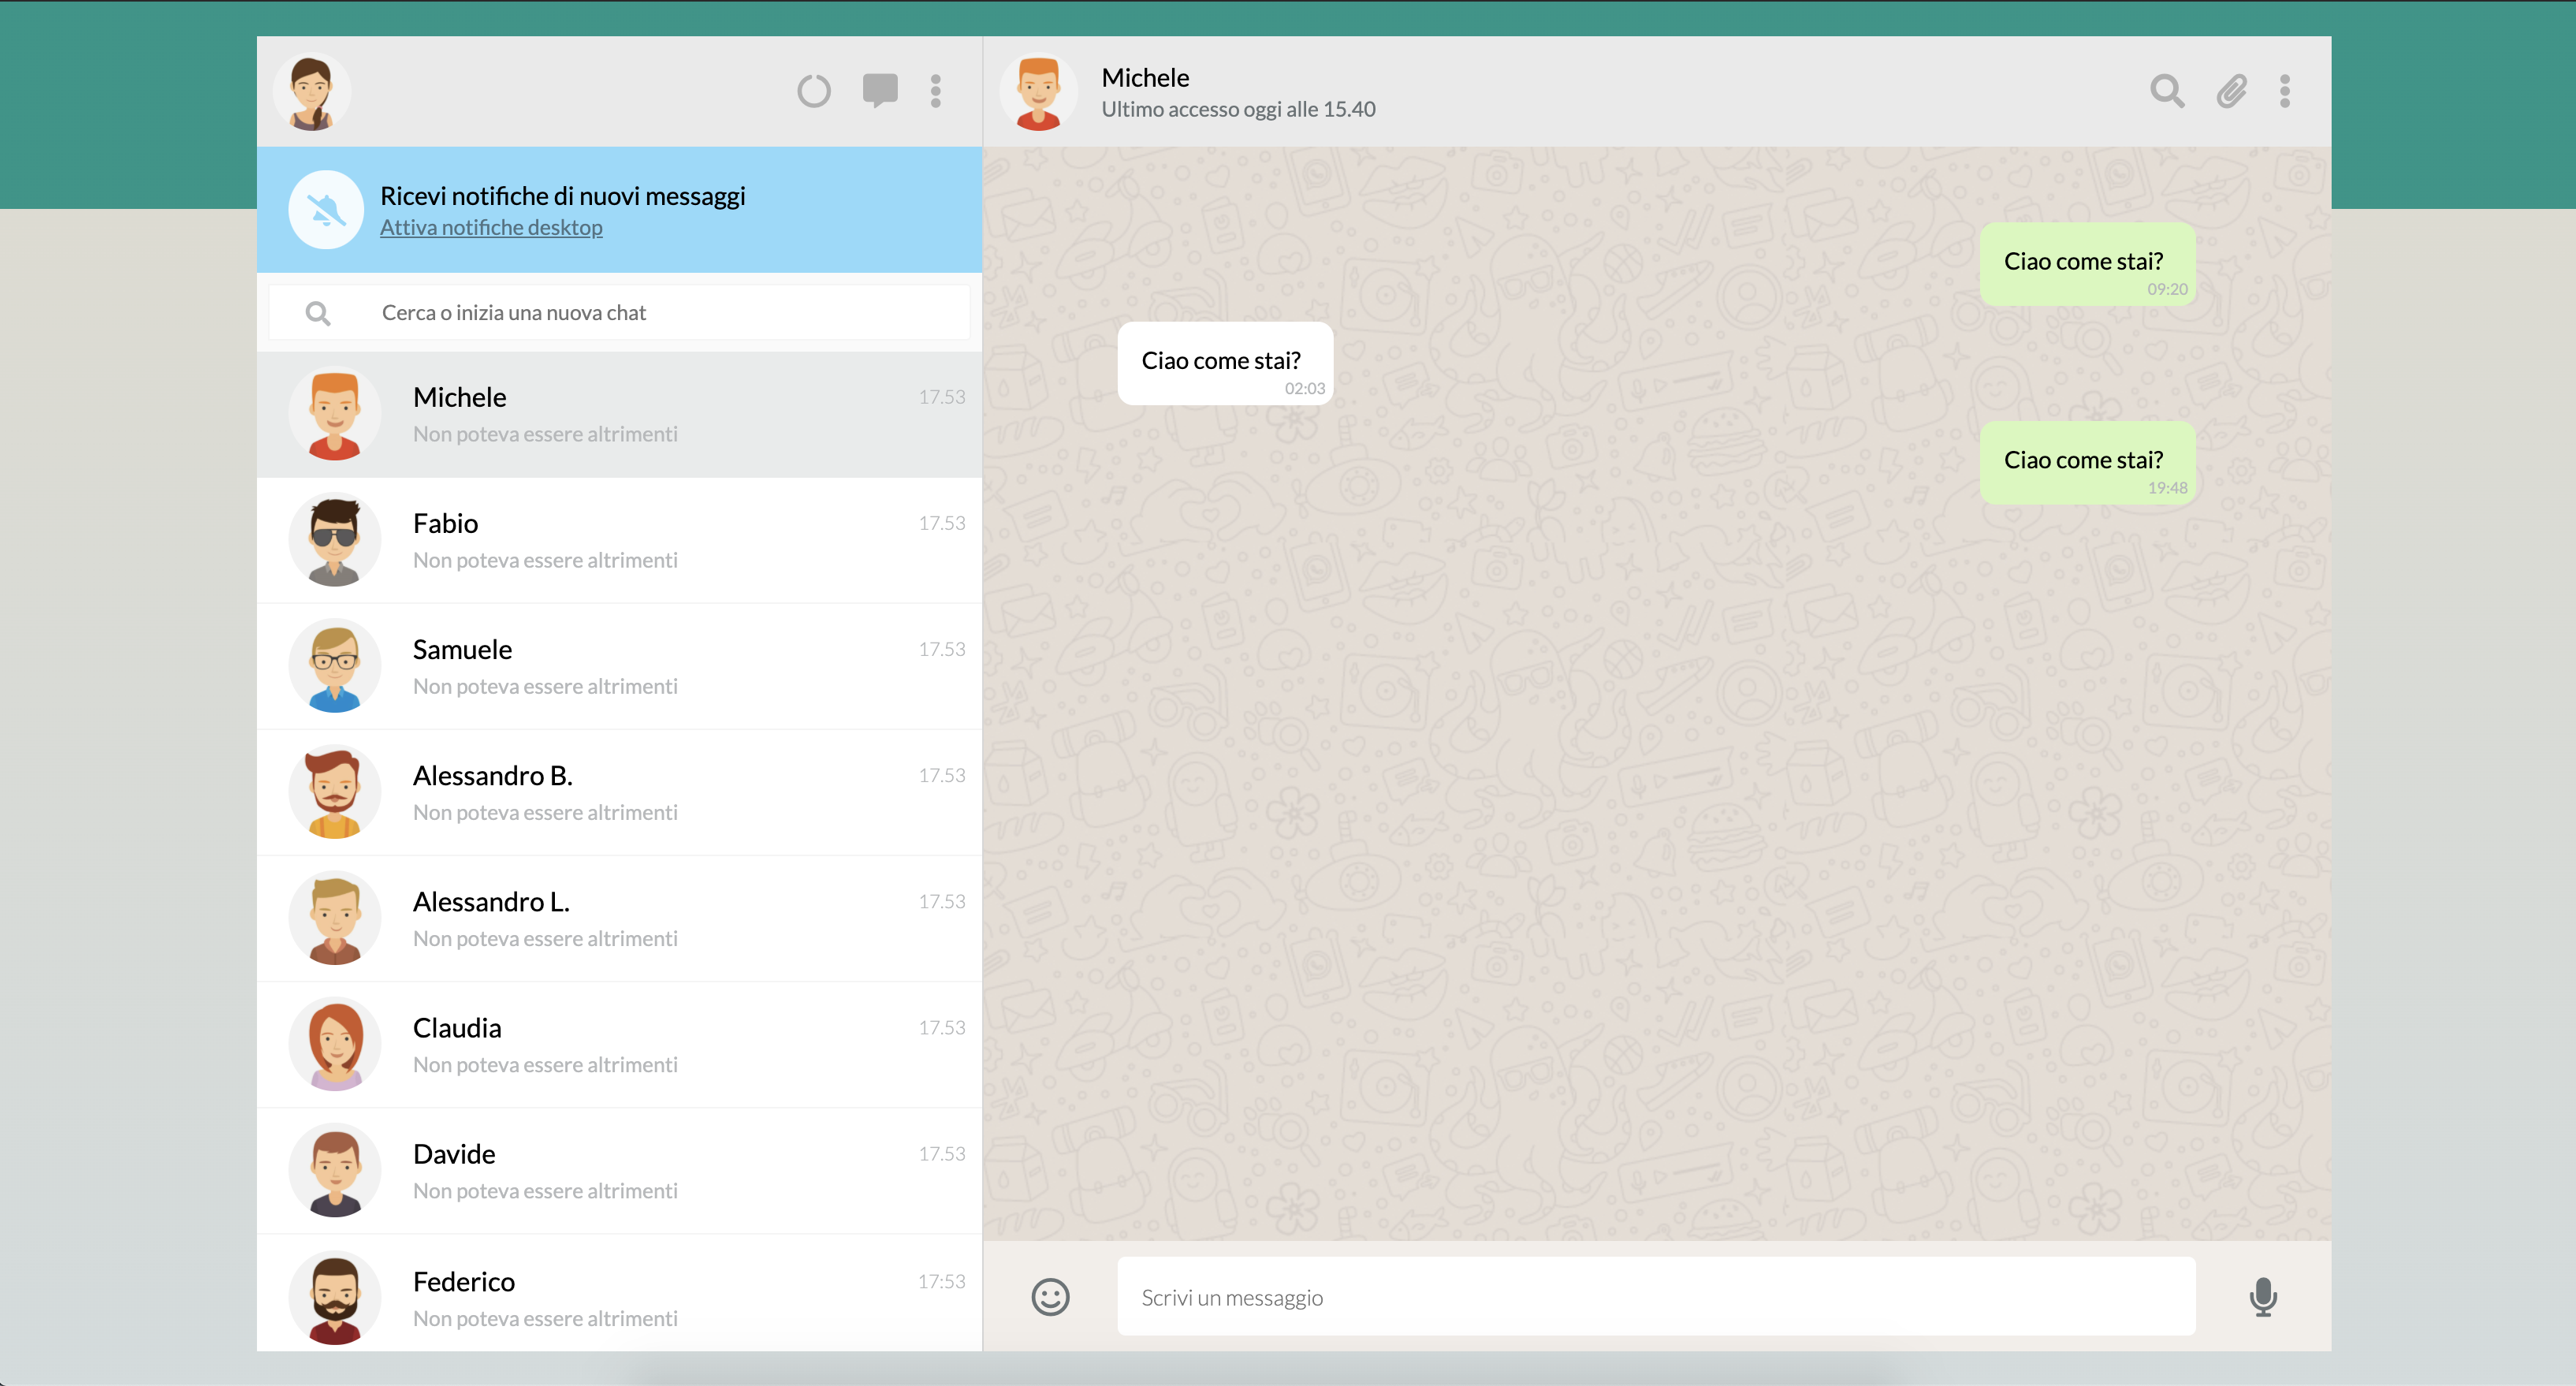 Ricevi notifiche di nuovi messaggi
Attiva notifiche desktop
Cerca o inizia una nuova chat
Michele
17.53
Non poteva essere altrimenti
Fabio
17.53
Non poteva essere altrimenti
Samuele
17.53
Non poteva essere altrimenti
Alessandro B.
17.53
Non poteva essere altrimenti
Alessandro L.
17.53
Non poteva essere altrimenti
Claudia
17.53
Non poteva essere altrimenti
Davide
17.53
Non poteva essere altrimenti
Federico
17:53
Non poteva essere altrimenti
Michele
Ultimo accesso oggi alle 15.40
Ciao come stai?
09:20
Ciao come stai?
02:03
Ciao come stai?
19:48
Scrivi un messaggio